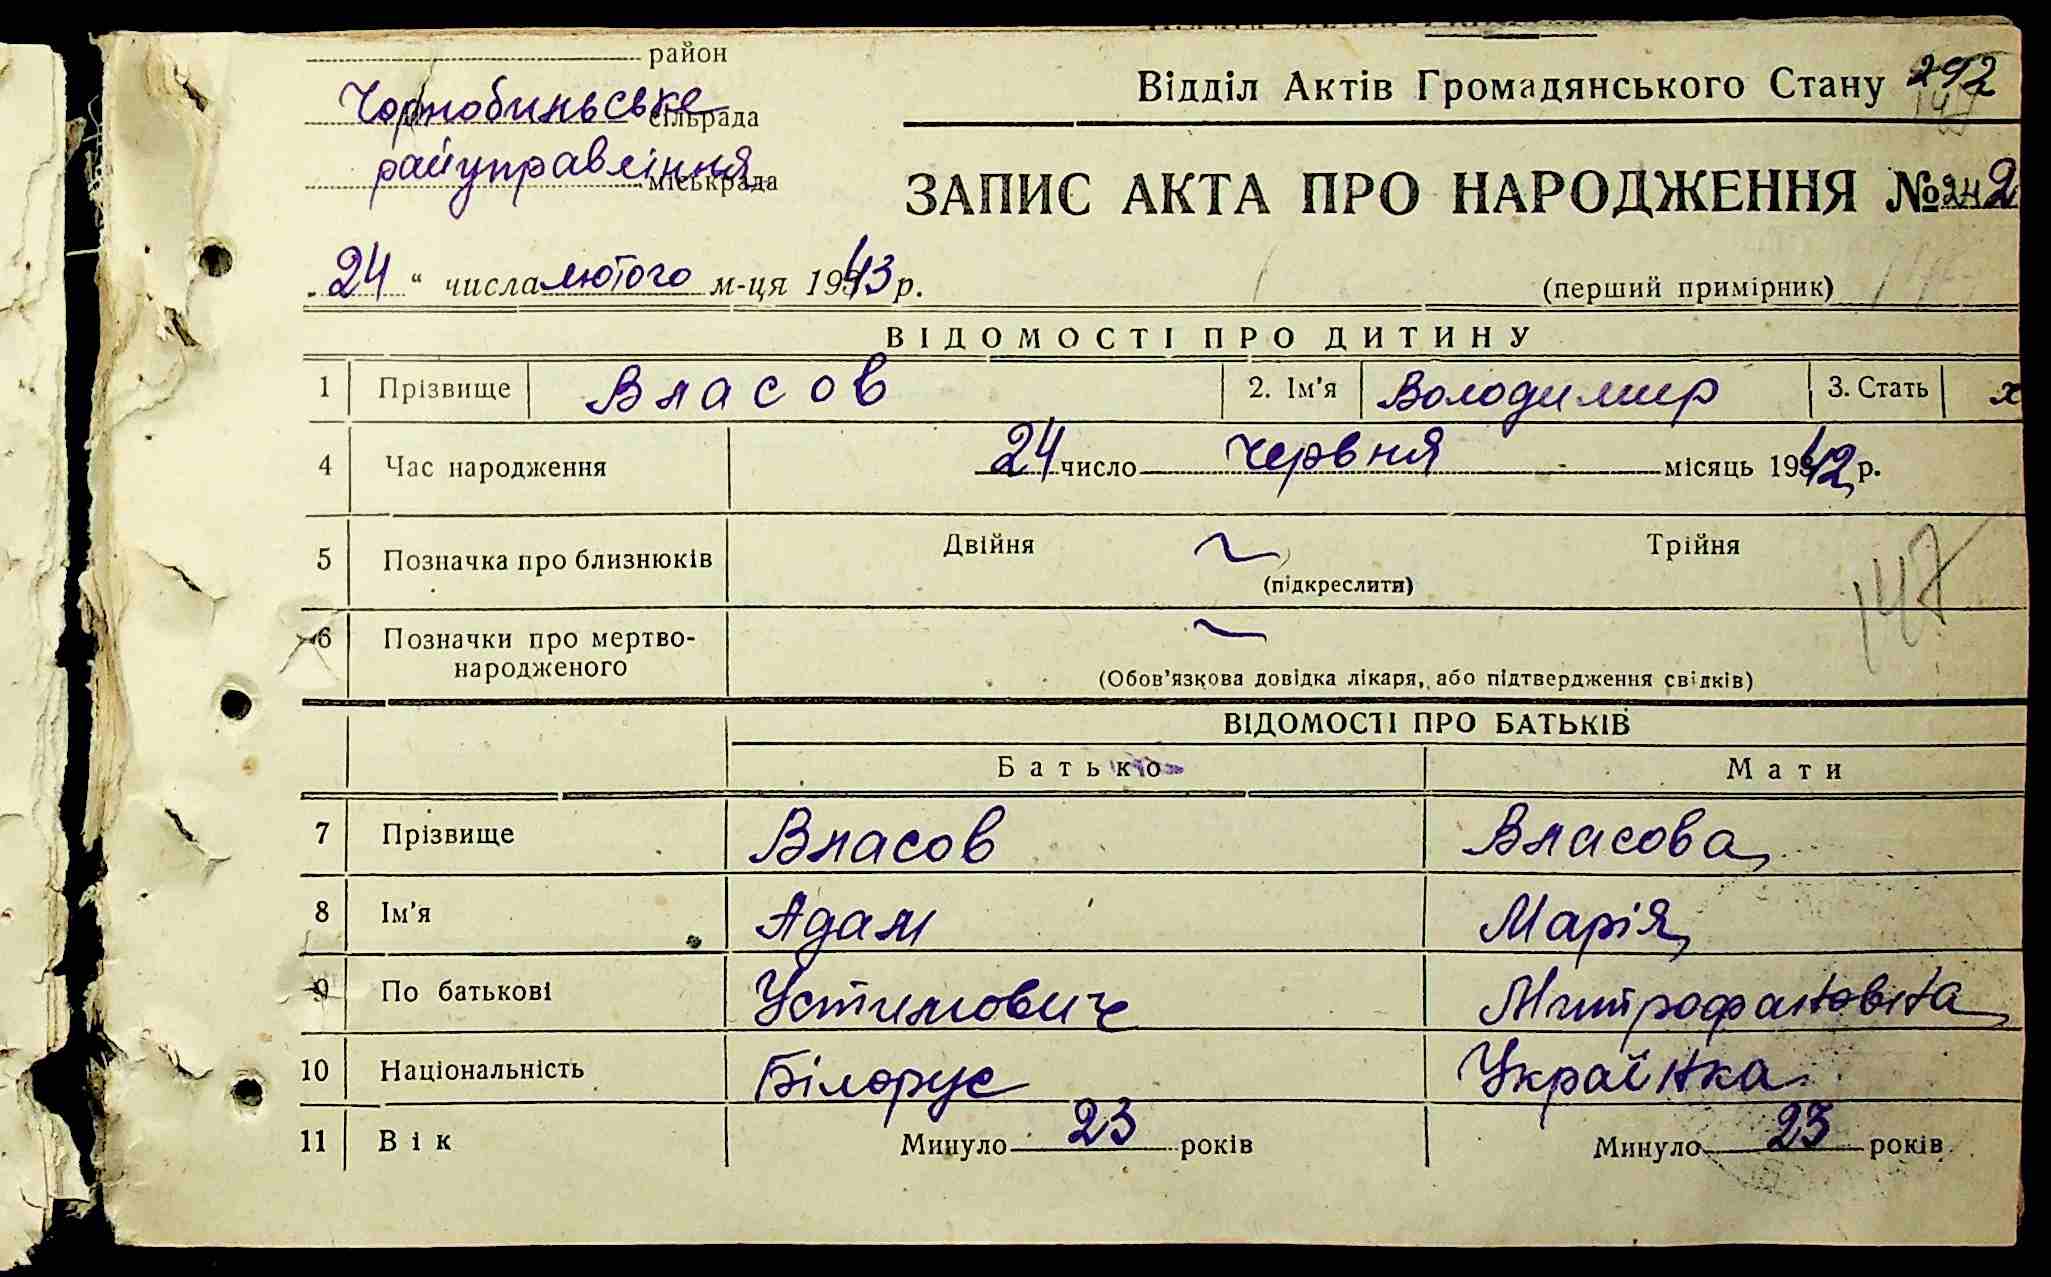 район
Чорнобильське сільрада
райуправління міськрада
Відділ Актів Громадянського Стану 292
ЗАПИС АКТА ПРО НАРОДЖЕННЯ № 242
„24“ числа лютого м-ця 1943 р.
(перший примірник)
ВІДОМОСТІ ПРО ДИТИНУ
1 Прізвище Власов 2. Ім'я Володимир 3. Стать
4 Час народження 24 число червня місяць 1942 р.
5 Позначка про близнюків Двійня Трійня
(підкреслити)
147
6 Позначки про мертво-
народженого
(Обов'язкова довідка лікаря, або підтвердження свідків)
ВІДОМОСТІ ПРО БАТЬКІВ
Батько Мати
7 Прізвище Власов Власова
8 Ім'я Адам Марія
9 По батькові Устимович Митрофановна
10 Національність Білорус Українка
11 Вік Минуло 23 років Минуло 23 років